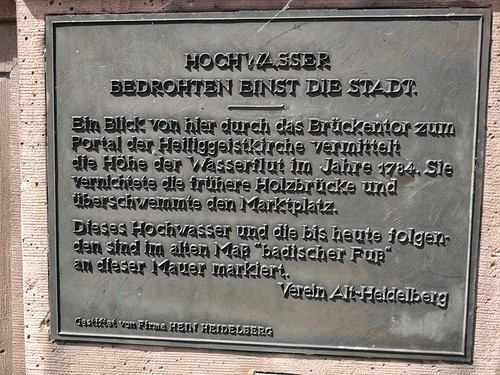 HOCHWASSER
BEDROHTEN EINST DIE STADT.
Ein Blick von hier durch das Brückentor zum
Portal der Heiliggeistkirche vermittelt
die Höhe der Wasserflut im Jahre 1784. Sie
vernichtete die frühere Holzbrücke und
überschwemmte den Marktplatz.
Dieses Hochwasser und die bis heute folgen-
den sind im alten Maß "badischer Fuß"
an dieser Mauer markiert.
Verein Alt-Heidelberg
Gestiftet von Firma HEIN HEIDELBERG